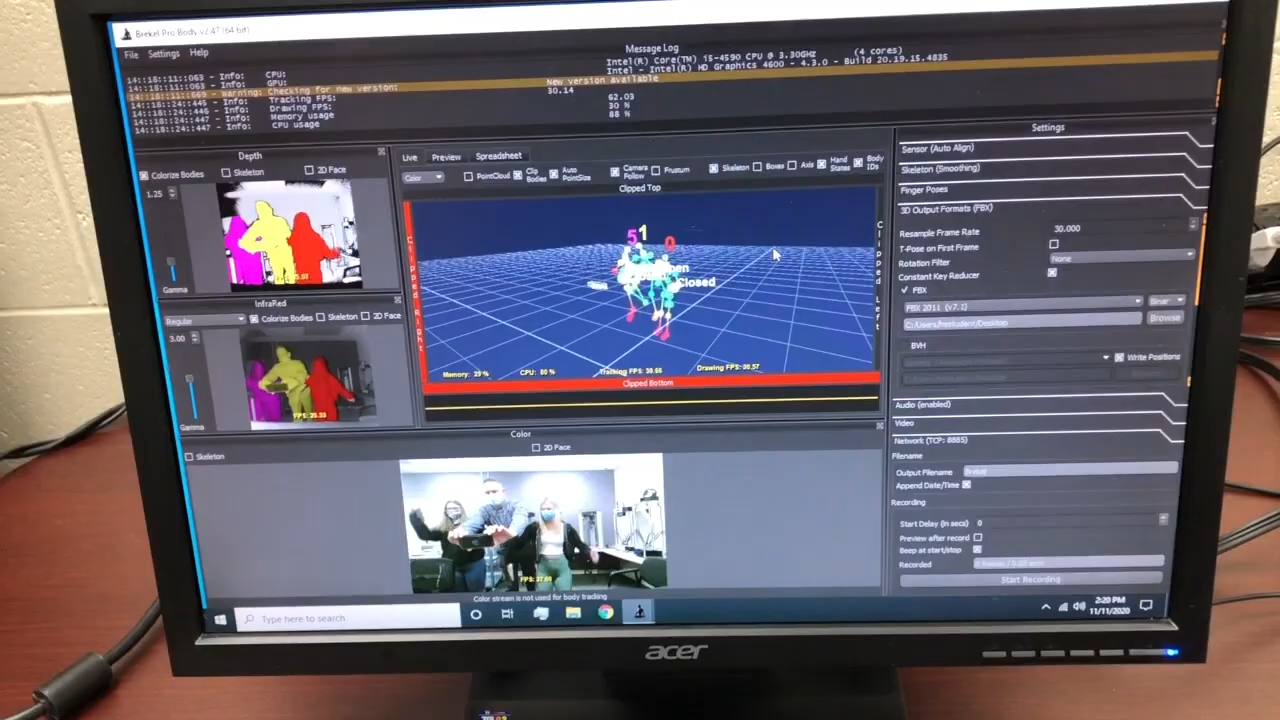 Brekel Pro Body v2.47 (64 bit)
File Settings Help
Message Log
14::18::11::063 - Info: CPU: Intel(R) Core(TM) i5-4590 CPU @ 3.30GHz (4 cores)
14::18::11::063 - Info: GPU: Intel - Intel(R) HD Graphics 4600 - 4.3.0 - Build 20.19.15.4835
14::18::11::669 - Warning: Checking for new version: New version available
14::18::24::445 - Info: Tracking FPS: 30.14
14::18::24::446 - Info: Drawing FPS: 62.03
14::18::24::447 - Info: Memory usage 30 %
14::18::24::447 - Info: CPU usage 88 %
Depth
Colorize Bodies Skeleton 2D Face
1.25
Gamma
InfraRed
Regular Colorize Bodies Skeleton 2D Face
3.00
Gamma
Live Preview Spreadsheet
Color PointCloud Clip Bodies Auto PointSize Camera Follow Frustum Skeleton Boxes Axis Hand States Body IDs
Clipped Top
Clipped Right
Clipped Left
5 1 0
Closed
Memory: 29 % CPU: 80 % Tracking FPS: 30.66 Drawing FPS: 30.57
Clipped Bottom
Color
Skeleton 2D Face
Color stream is not used for body tracking
Settings
Sensor (Auto Align)
Skeleton (Smoothing)
Finger Poses
3D Output Formats (FBX)
Resample Frame Rate 30.000
T-Pose on First Frame
Rotation Filter None
Constant Key Reducer
FBX
FBX 2011 (v7.1) Binar
Browse
BVH
Write Positions
Audio (enabled)
Video
Network (TCP: 8885)
Filename
Output Filename Brekel
Append Date/Time
Recording
Start Delay (in secs) 0
Preview after record
Beep at start/stop
Recorded
Start Recording
Type here to search
2:20 PM
11/11/2020
acer